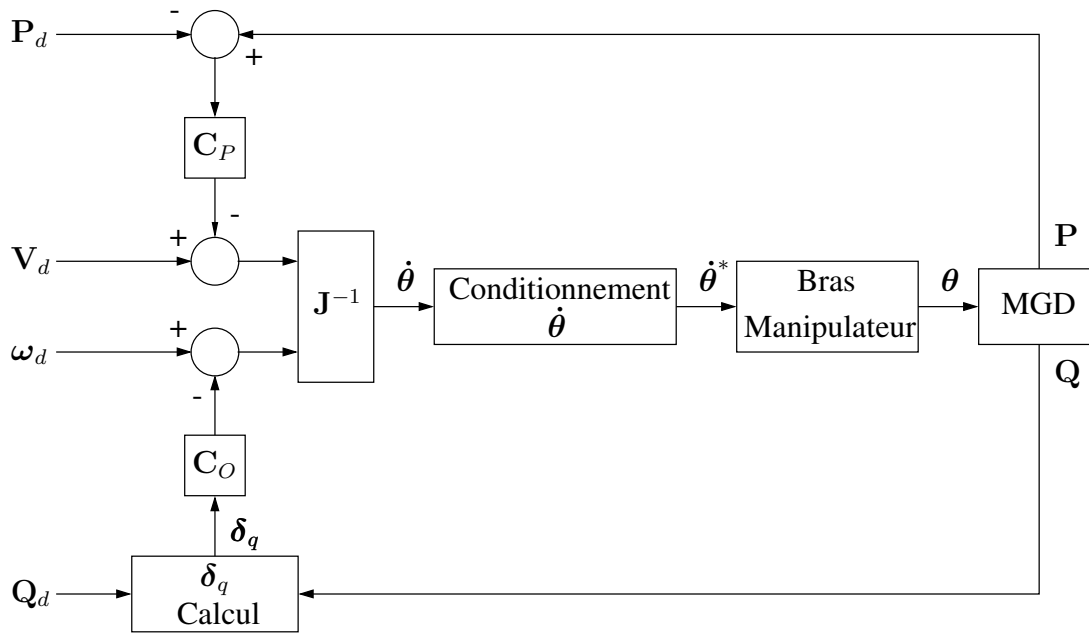 -
P_d
+
C_P
-
P
+
V_d
J⁻¹
θ̇
Conditionnement
θ̇
θ̇*
Bras
Manipulateur
θ
MGD
+
ω_d
Q
-
C_O
δ_q
δ_q
Q_d
Calcul